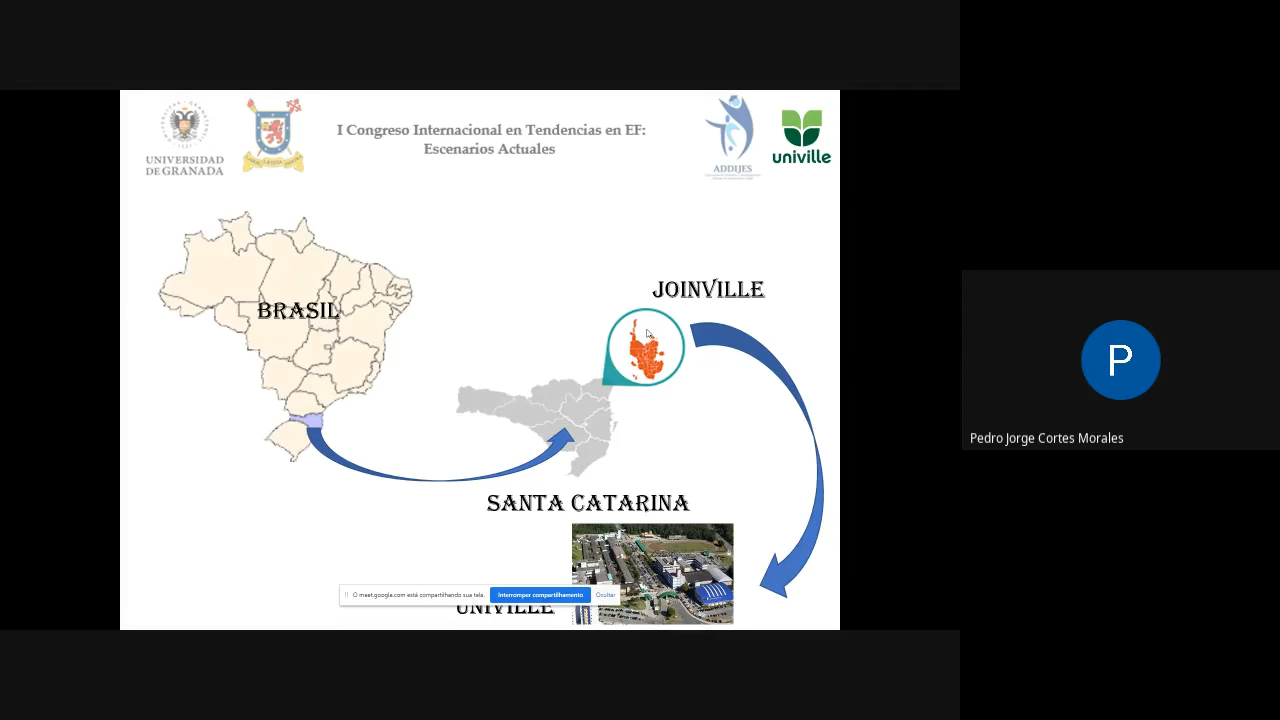 UNIVERSIDAD
DE GRANADA
I Congreso Internacional en Tendencias en EF:
Escenarios Actuales
ADDIJES
univille
BRASIL
JOINVILLE
SANTA CATARINA
O meet.google.com está compartilhando sua tela.
Interromper compartilhamento
Ocultar
UNIVILLE
P
Pedro Jorge Cortes Morales